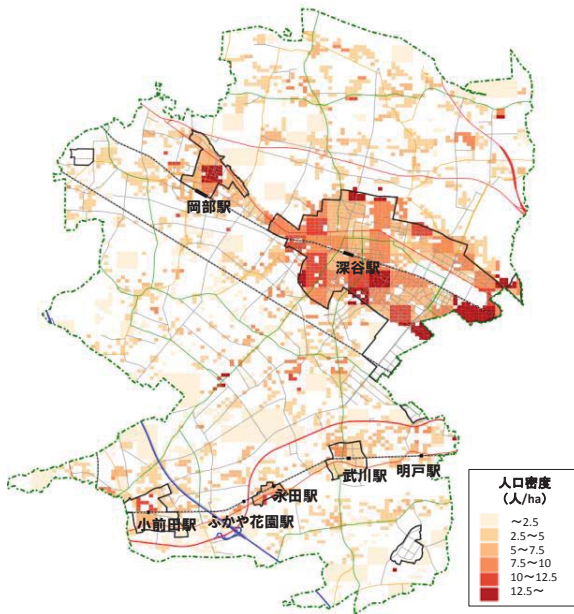 岡部駅
深谷駅
武川駅
明戸駅
永田駅
小前田駅
ふかや花園駅
人口密度
（人/ha）
～2.5
2.5～5
5～7.5
7.5～10
10～12.5
12.5～